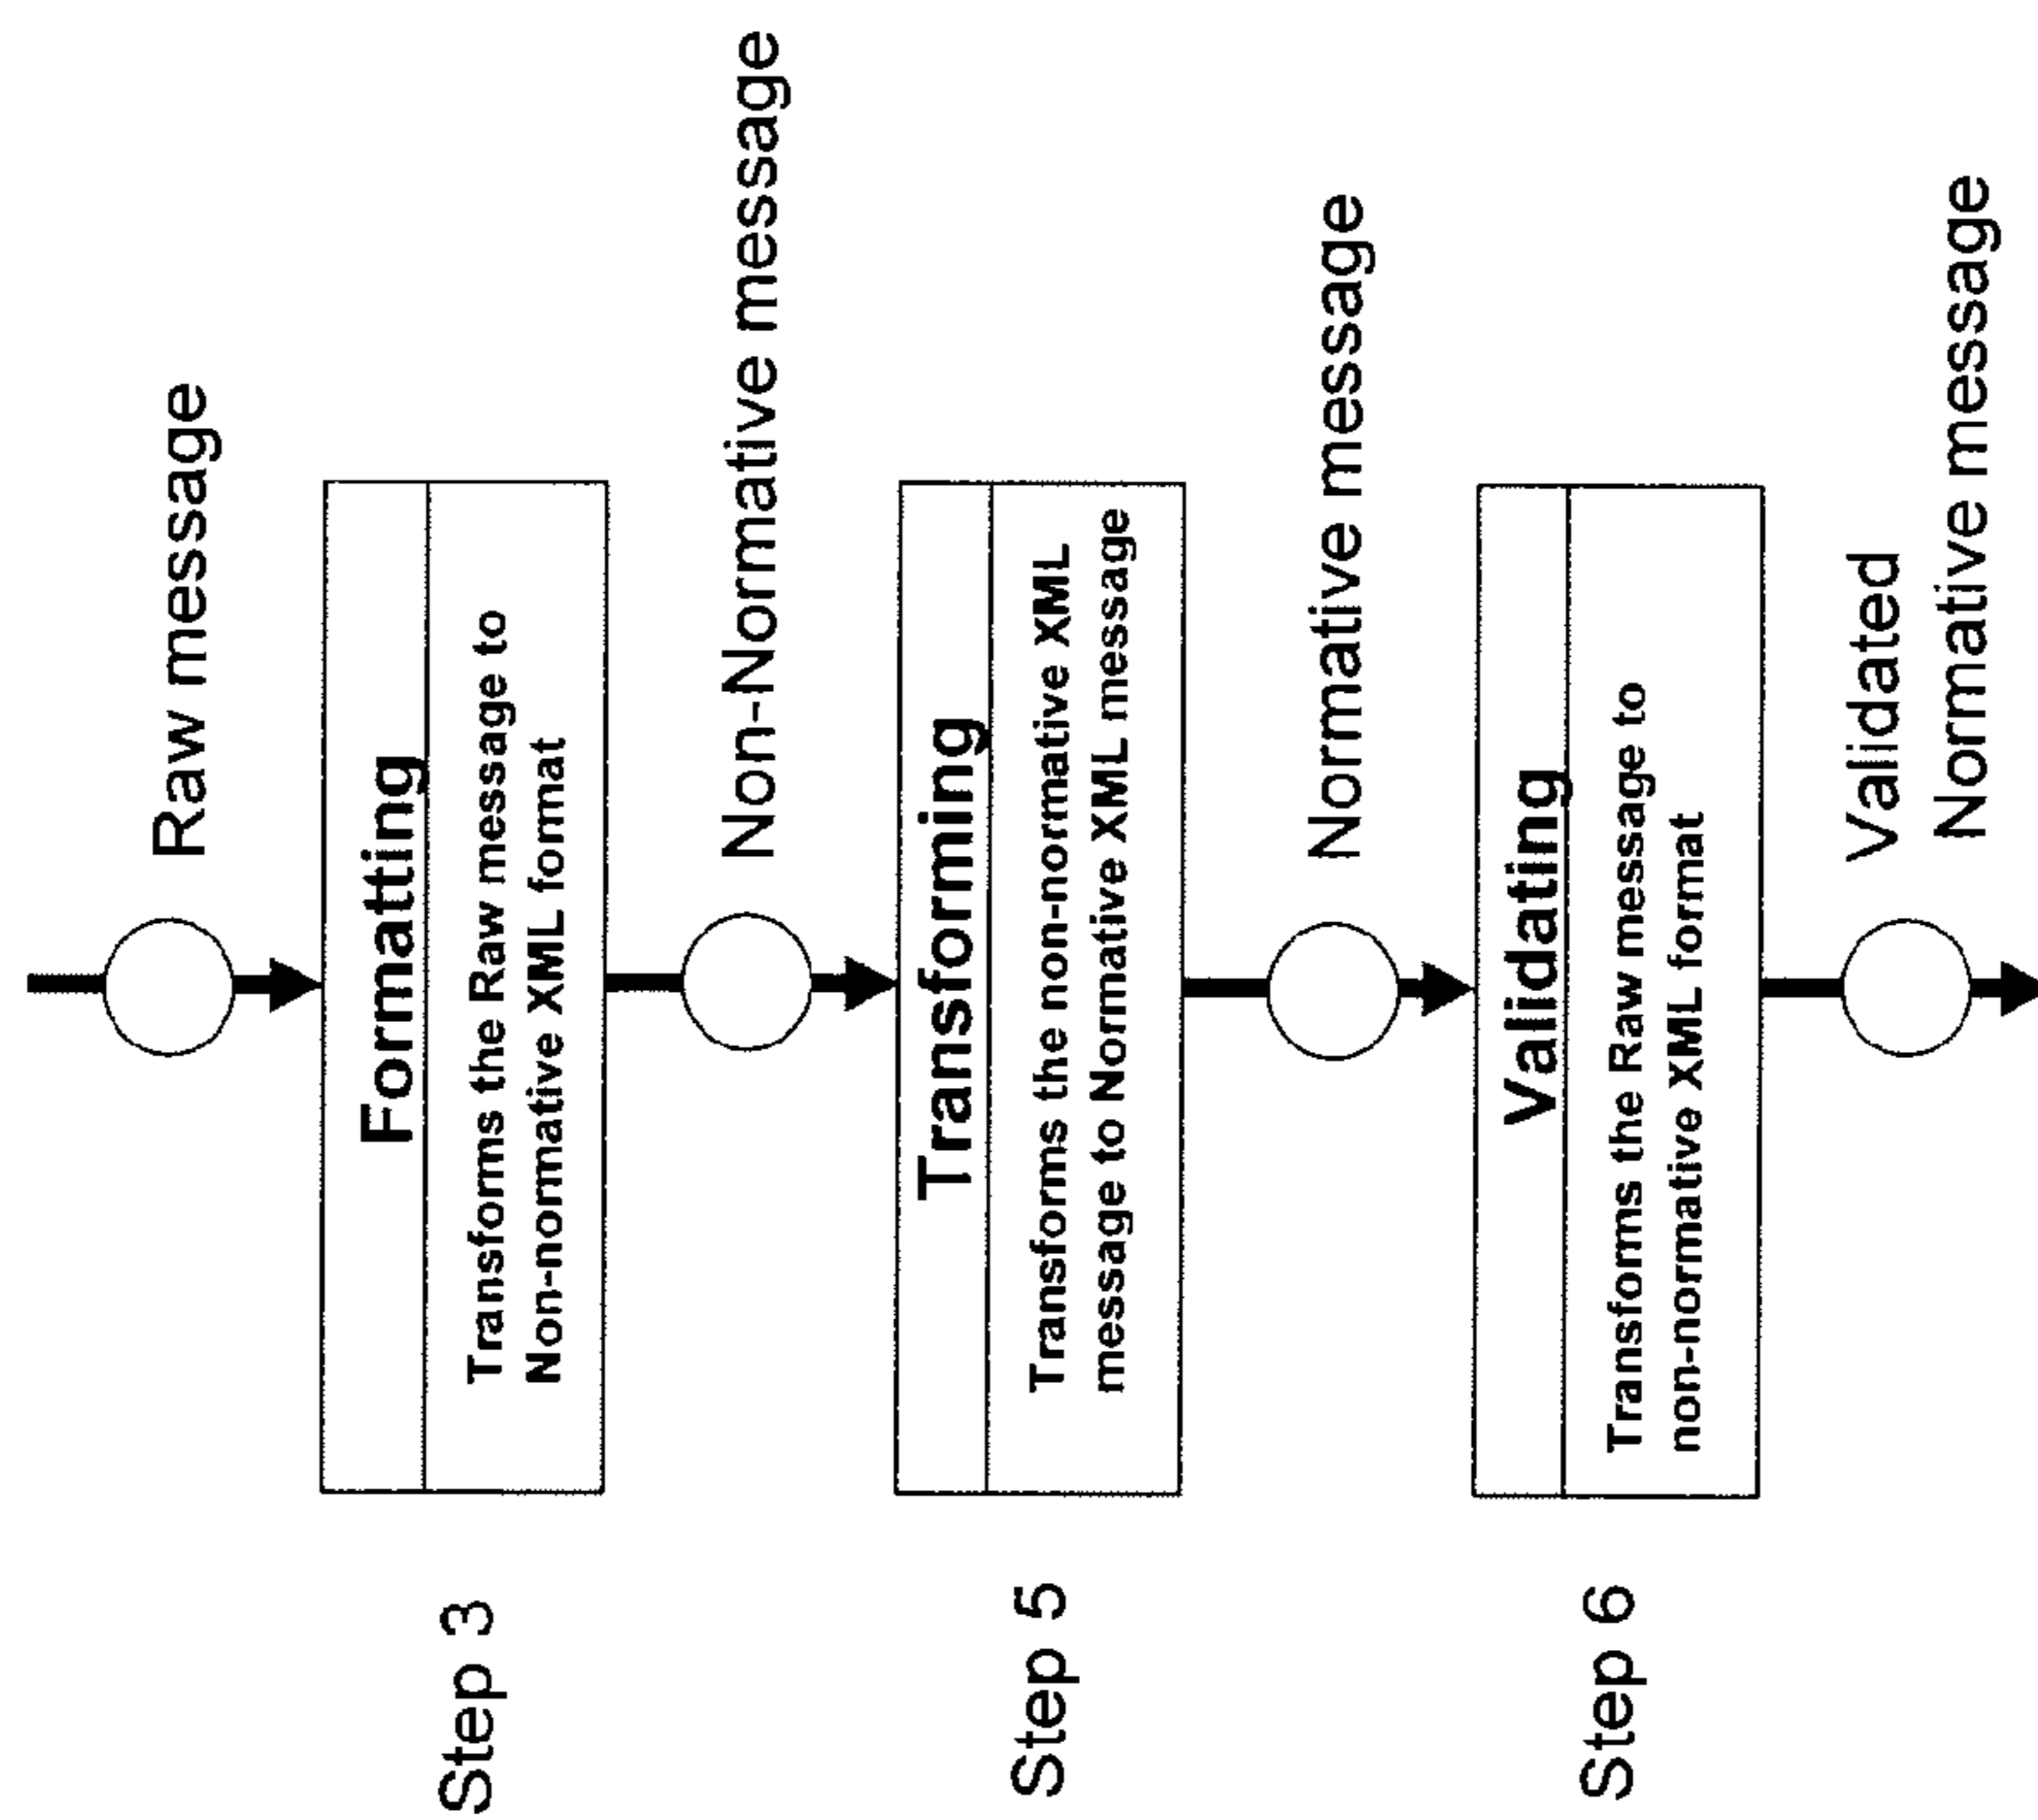 Raw message
Formatting
Transforms the Raw message to
Non-normative XML format
Step 3
Non-Normative message
Transforming
Transforms the non-normative XML
message to Normative XML message
Step 5
Normative message
Validating
Transforms the Raw message to
non-normative XML format
Step 6
Validated
Normative message